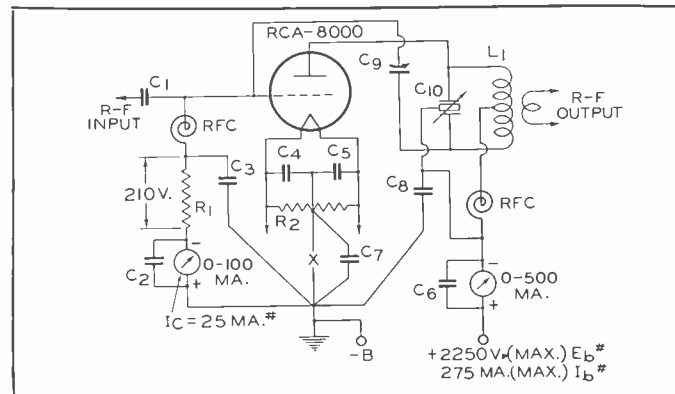 RCA-8000
C1
R-F
INPUT
RFC
210V.
R1
C2
0-100
MA.
- 
+
IC = 25 MA.#
C3
C4
C5
R2
X
C7
-B
C9
C10
L1
R-F
OUTPUT
C8
RFC
C6
-
+
0-500
MA.
+2250V.(MAX.) Eb#
275 MA.(MAX.) Ib#